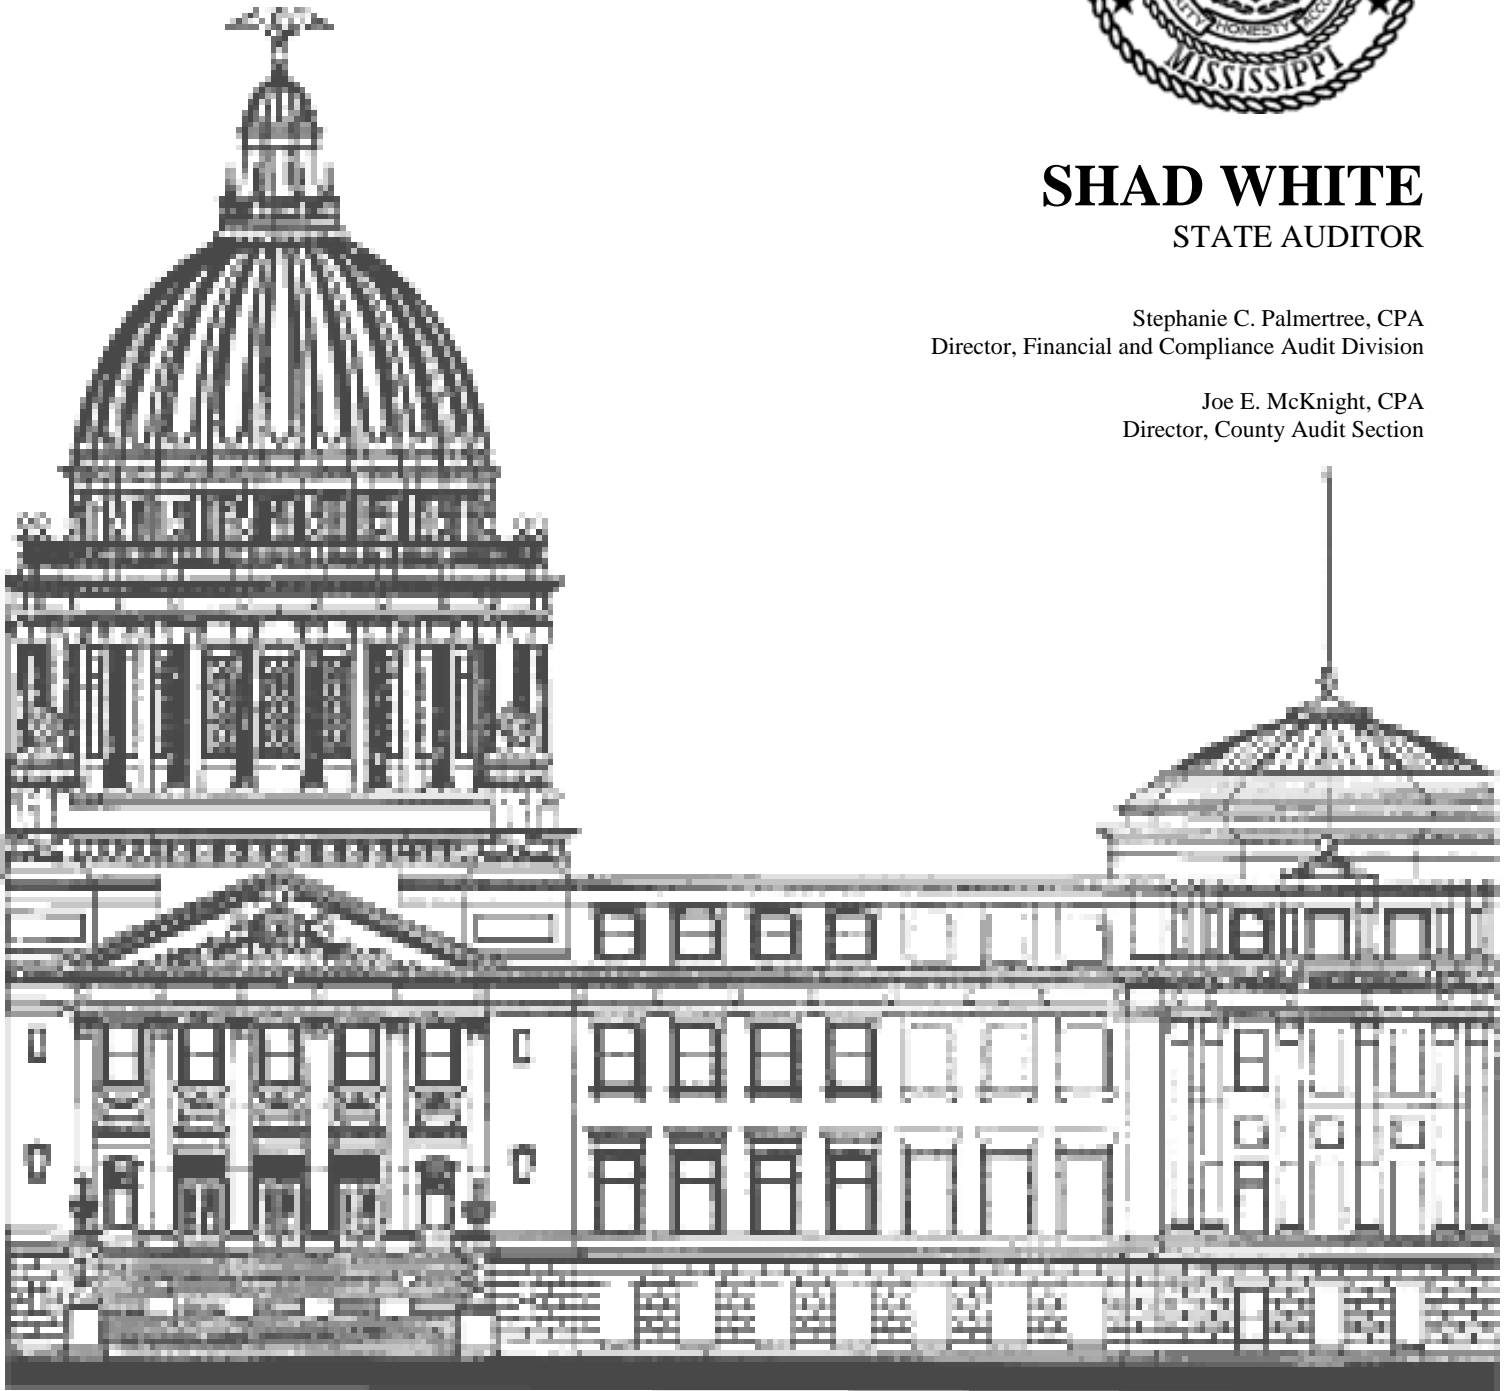 HONESTY
MISSISSIPPI
SHAD WHITE
STATE AUDITOR
Stephanie C. Palmertree, CPA
Director, Financial and Compliance Audit Division
Joe E. McKnight, CPA
Director, County Audit Section